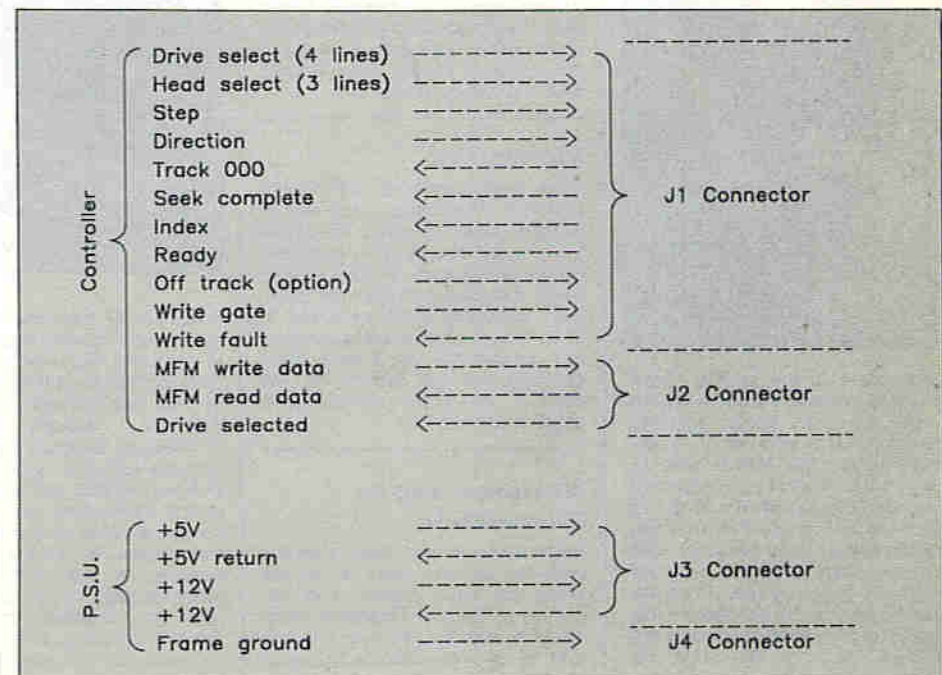 Drive select (4 lines) ----------->
Head select (3 lines) ----------->
Step ----------->
Direction ----------->
Track 000 <-----------
Seek complete <-----------
Index <-----------
Ready <-----------
Off track (option) ----------->
Write gate ----------->
Write fault <-----------
J1 Connector
MFM write data ----------->
MFM read data <-----------
Drive selected <-----------
J2 Connector
Controller
+5V ----------->
+5V return <-----------
+12V ----------->
+12V <-----------
J3 Connector
Frame ground ----------->
J4 Connector
P.S.U.